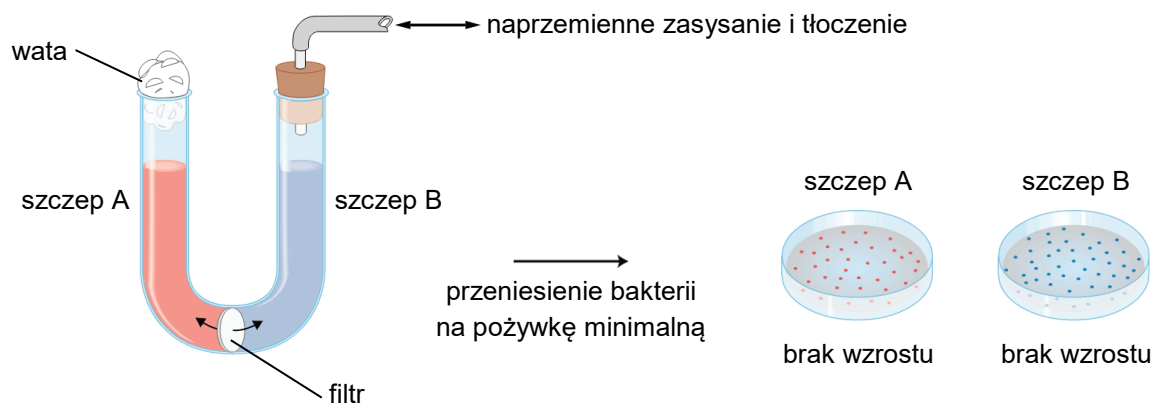 naprzemienne zasysanie i tłoczenie
wata
szczep A
szczep B
szczep A
szczep B
przeniesienie bakterii
na pożywkę minimalną
brak wzrostu
brak wzrostu
filtr